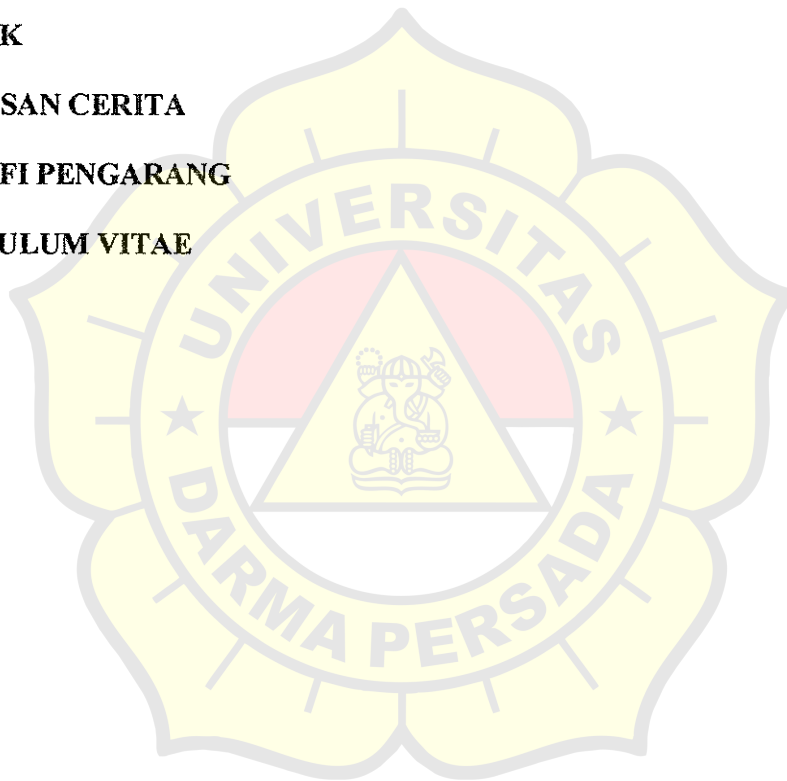 K
SAN CERITA
FI PENGARANG
ULUM VITAE
UNIVERSITAS
DARMA PERSADA